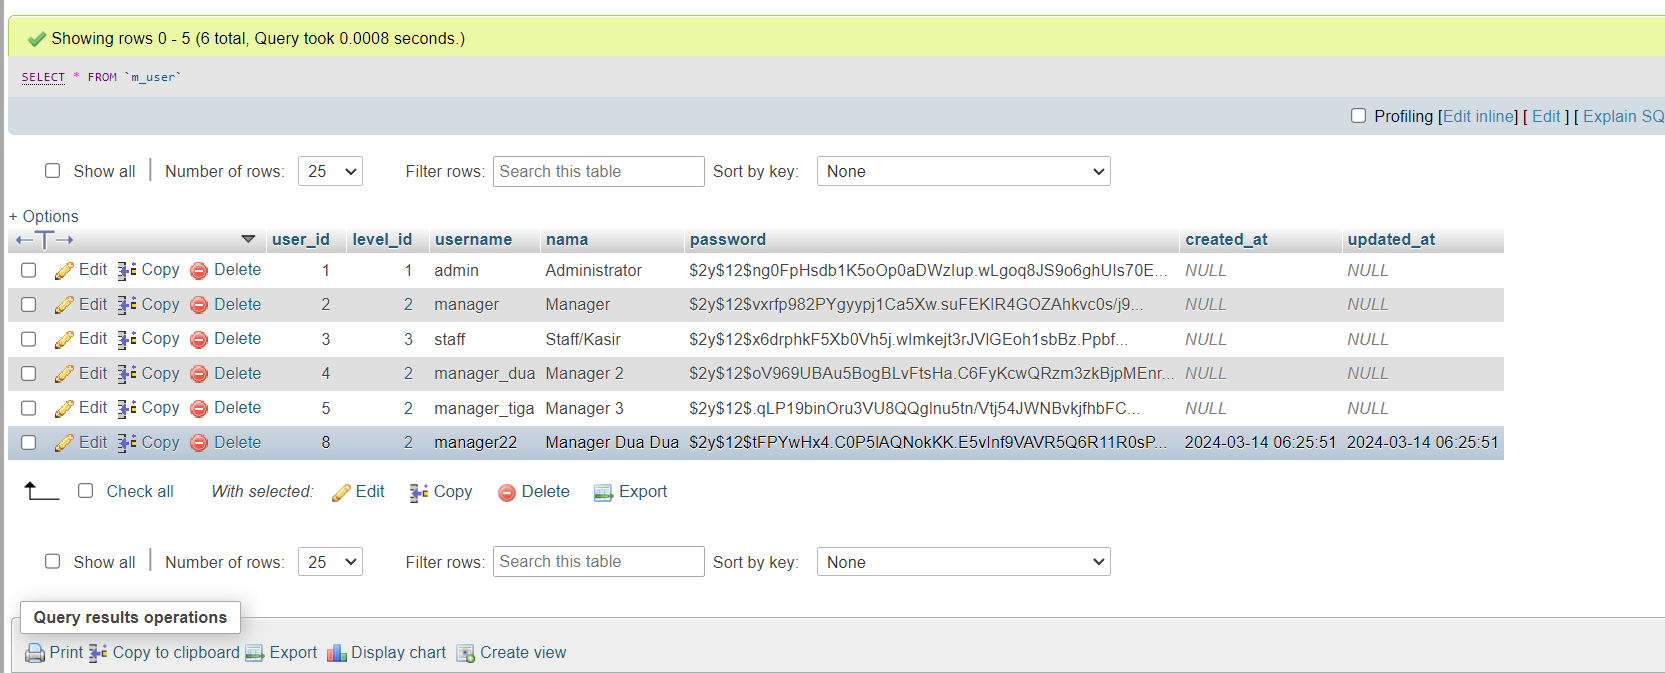 Showing rows 0 - 5 (6 total, Query took 0.0008 seconds.)
SELECT * FROM `m_user`
Profiling [Edit inline] [ Edit ] [ Explain SQ
Show all Number of rows: 25 Filter rows: Search this table Sort by key: None
+ Options
user_id level_id username nama password created_at updated_at
Edit Copy Delete 1 1 admin Administrator $2y$12$ng0FpHsdb1K5oOp0aDWzIup.wLgoq8JS9o6ghUIs70E... NULL NULL
Edit Copy Delete 2 2 manager Manager $2y$12$vxrfp982PYgyypj1Ca5Xw.suFEKIR4GOZAhkvc0s/j9... NULL NULL
Edit Copy Delete 3 3 staff Staff/Kasir $2y$12$x6drphkF5Xb0Vh5j.wlmkejt3rJVlGEoh1sbBz.Ppbf... NULL NULL
Edit Copy Delete 4 2 manager_dua Manager 2 $2y$12$oV969UBAu5BogBLvFtsHa.C6FyKcwQRzm3zkBjpMEnr... NULL NULL
Edit Copy Delete 5 2 manager_tiga Manager 3 $2y$12$.qLP19binOru3VU8QQglnu5tn/Vtj54JWNBvkjfhbFC... NULL NULL
Edit Copy Delete 8 2 manager22 Manager Dua Dua $2y$12$tFPYwHx4.C0P5lAQNokKK.E5vInf9VAVR5Q6R11R0sP... 2024-03-14 06:25:51 2024-03-14 06:25:51
Check all With selected: Edit Copy Delete Export
Show all Number of rows: 25 Filter rows: Search this table Sort by key: None
Query results operations
Print Copy to clipboard Export Display chart Create view